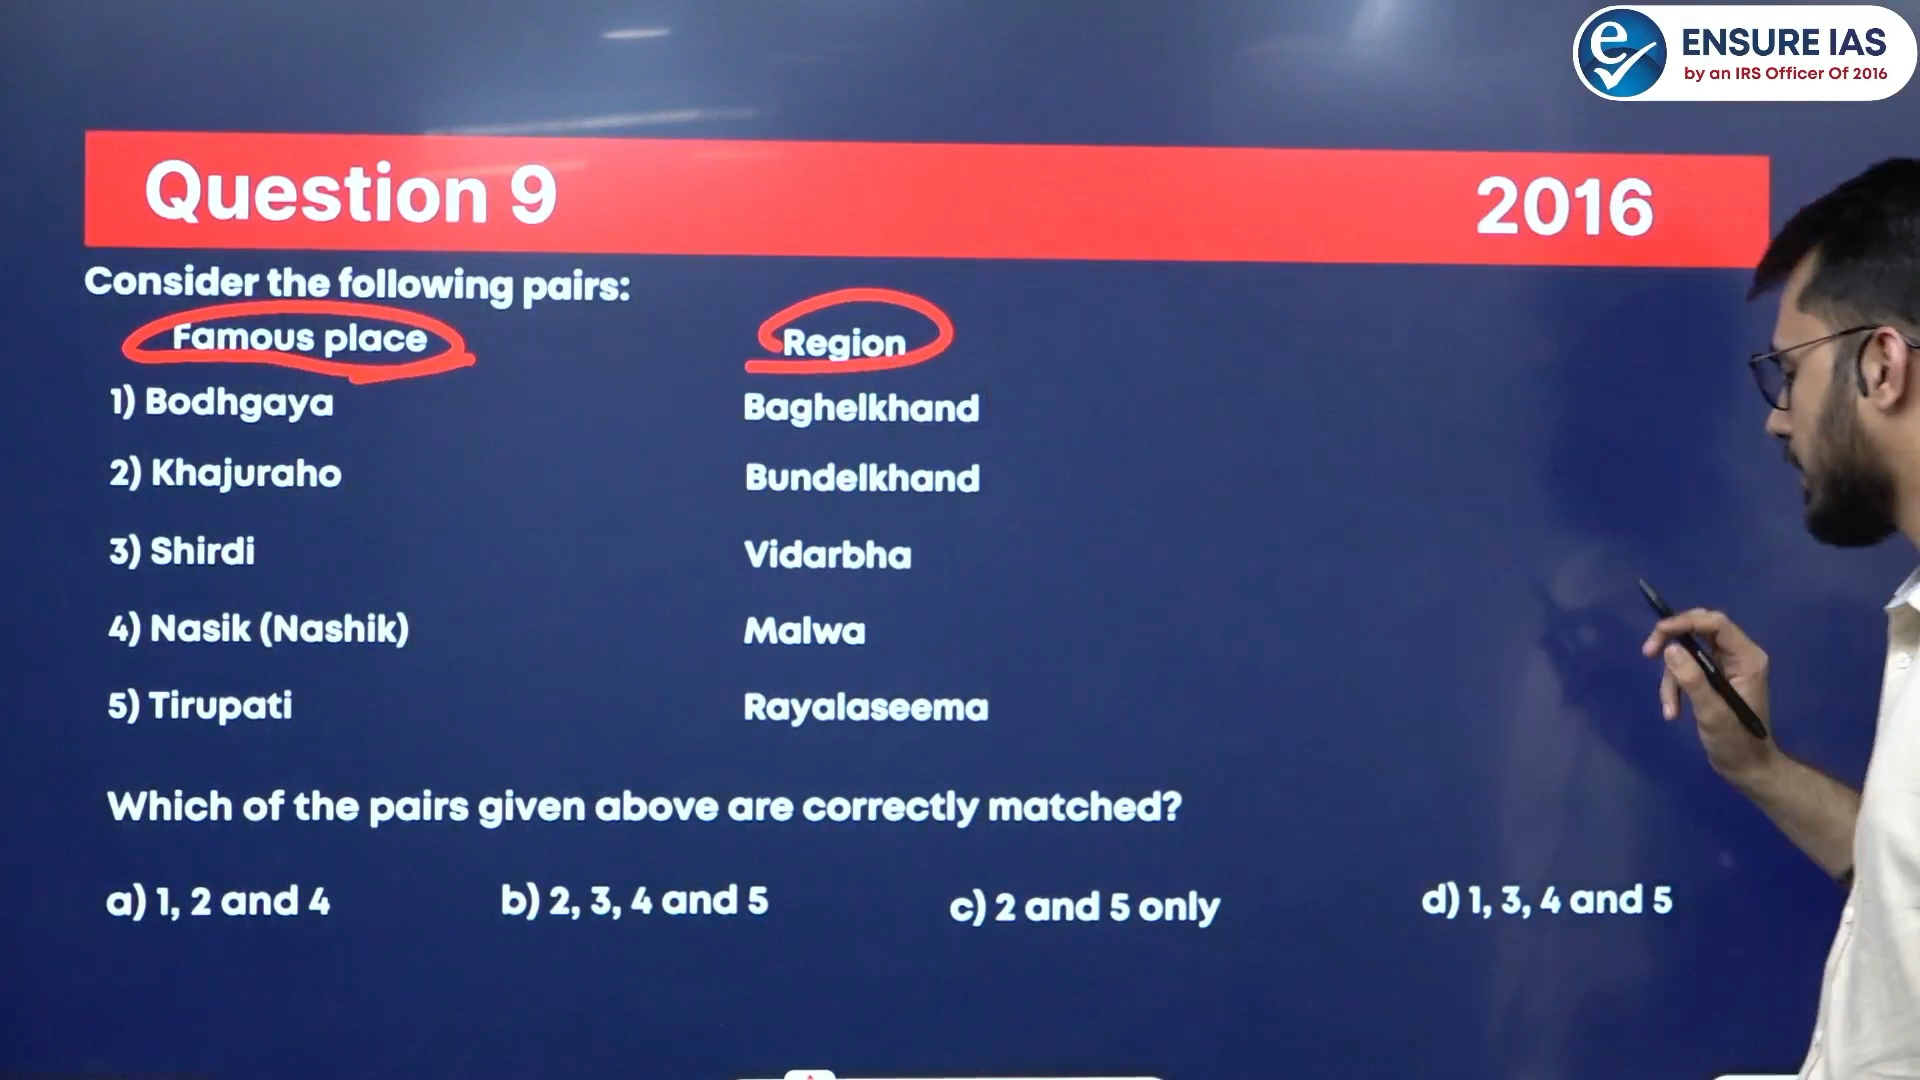 ENSURE IAS
by an IRS Officer Of 2016
Question 9 2016
Consider the following pairs:
Famous place Region
1) Bodhgaya Baghelkhand
2) Khajuraho Bundelkhand
3) Shirdi Vidarbha
4) Nasik (Nashik) Malwa
5) Tirupati Rayalaseema
Which of the pairs given above are correctly matched?
a) 1, 2 and 4 b) 2, 3, 4 and 5 c) 2 and 5 only d) 1, 3, 4 and 5